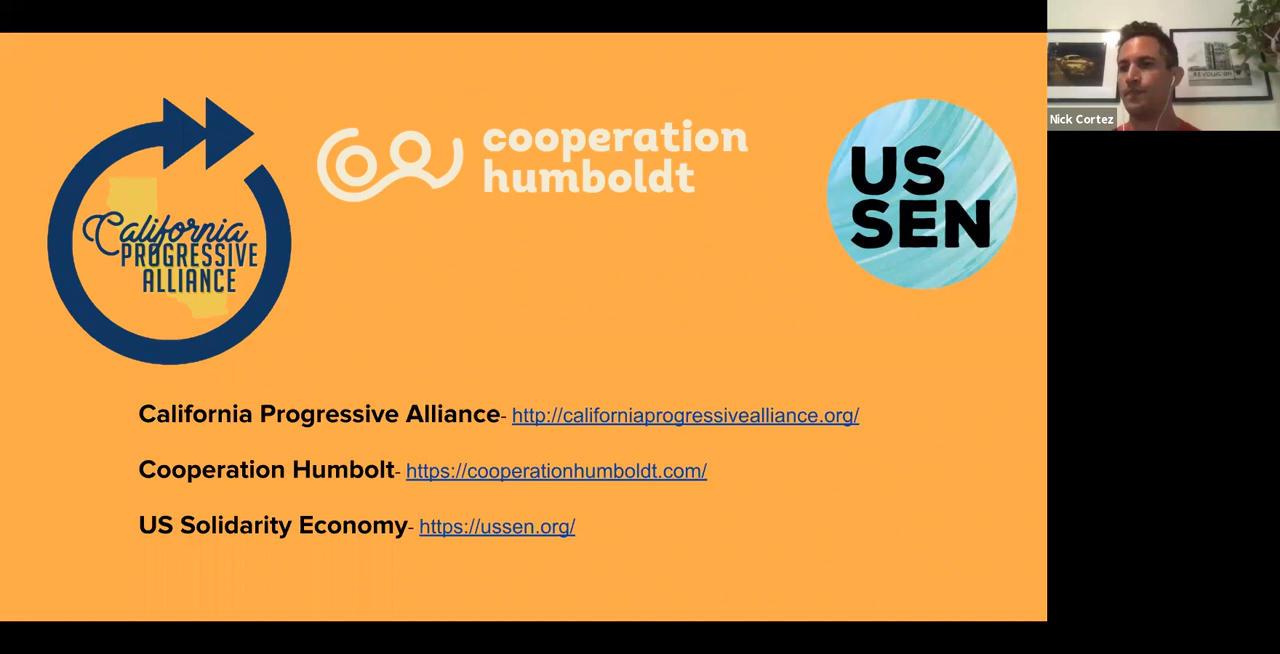 California
PROGRESSIVE
ALLIANCE
cooperation
humboldt
US
SEN
Nick Cortez
REVOLUCION
California Progressive Alliance- http://californiaprogressivealliance.org/
Cooperation Humbolt- https://cooperationhumboldt.com/
US Solidarity Economy- https://ussen.org/